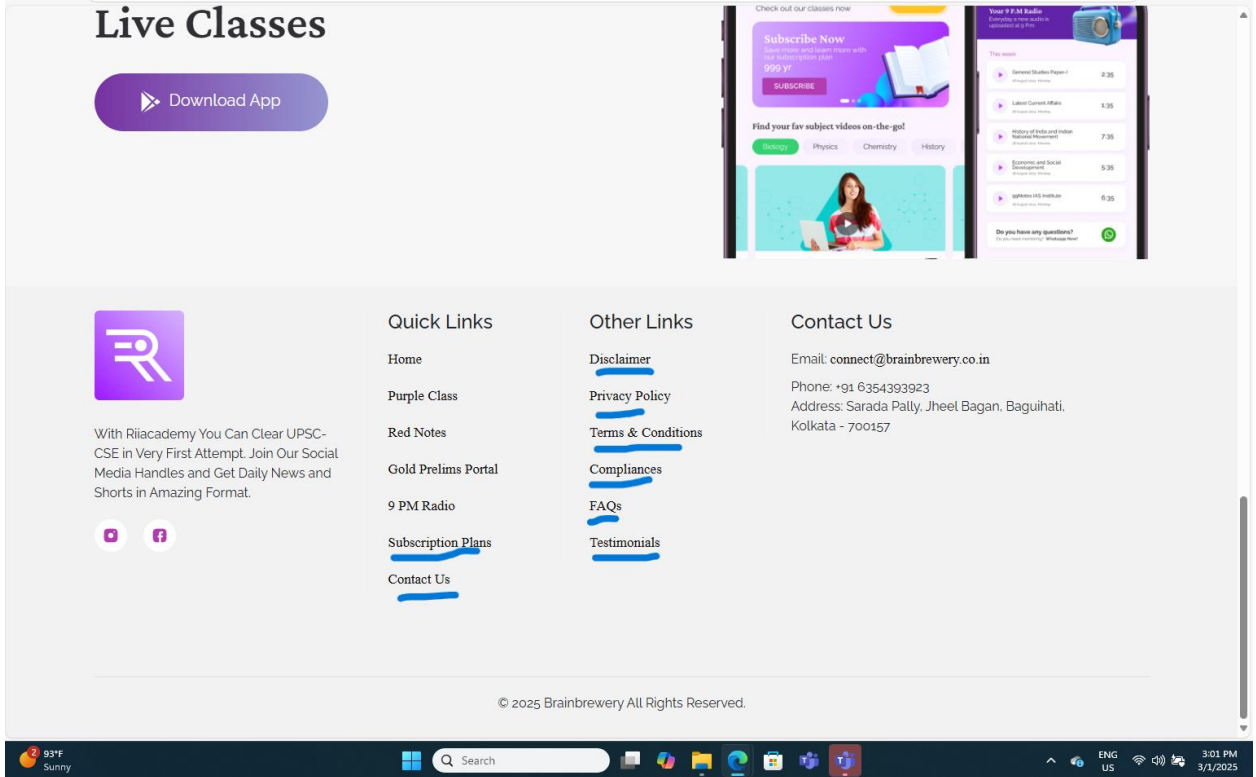 Live Classes
Download App
Check out our classes now
Subscribe Now
Save more and learn more with
our subscription plan
999 yr
SUBSCRIBE
Find your fav subject videos on-the-go!
Biology Physics Chemistry History
Your 9 P.M Radio
Everyday a new audio is
uploaded at 9 Pm
This week
General Studies Paper-I 2:35
Latest Current Affairs 1:35
History of India and Indian
National Movement 7:35
Economic and Social
Development 5:35
IAS Institute 6:35
Do you have any questions?
Do you need mentoring? Whatsapp Now!
With Riiacademy You Can Clear UPSC-
CSE in Very First Attempt. Join Our Social
Media Handles and Get Daily News and
Shorts in Amazing Format.
Quick Links
Home
Purple Class
Red Notes
Gold Prelims Portal
9 PM Radio
Subscription Plans
Contact Us
Other Links
Disclaimer
Privacy Policy
Terms & Conditions
Compliances
FAQs
Testimonials
Contact Us
Email: connect@brainbrewery.co.in
Phone: +91 6354393923
Address: Sarada Pally, Jheel Bagan, Baguihati,
Kolkata - 700157
© 2025 Brainbrewery All Rights Reserved.
2
93°F
Sunny
Search
ENG
US
3:01 PM
3/1/2025